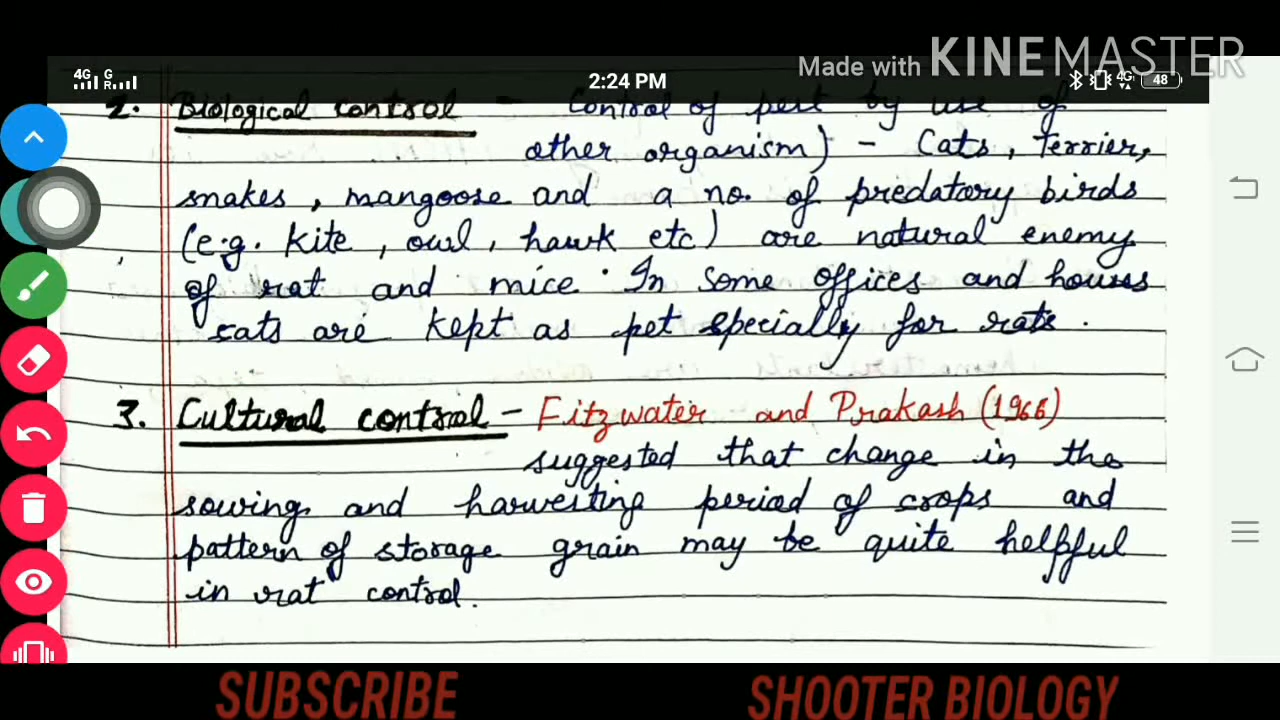 Made with KINEMASTER
4G G R 2:24 PM 4G 48
2. Biological control - Control of pest by use of
other organism) - Cats, terrier,
snakes, mangoose and a no. of predatory birds
(e.g. kite, owl, hawk etc) are natural enemy
of rat and mice. In some offices and houses
cats are kept as pet specially for rats.
3. Cultural control - Fitzwater and Prakash (1966)
suggested that change in the
sowing and harvesting period of crops and
pattern of storage grain may be quite helpful
in rat control.
SUBSCRIBE SHOOTER BIOLOGY